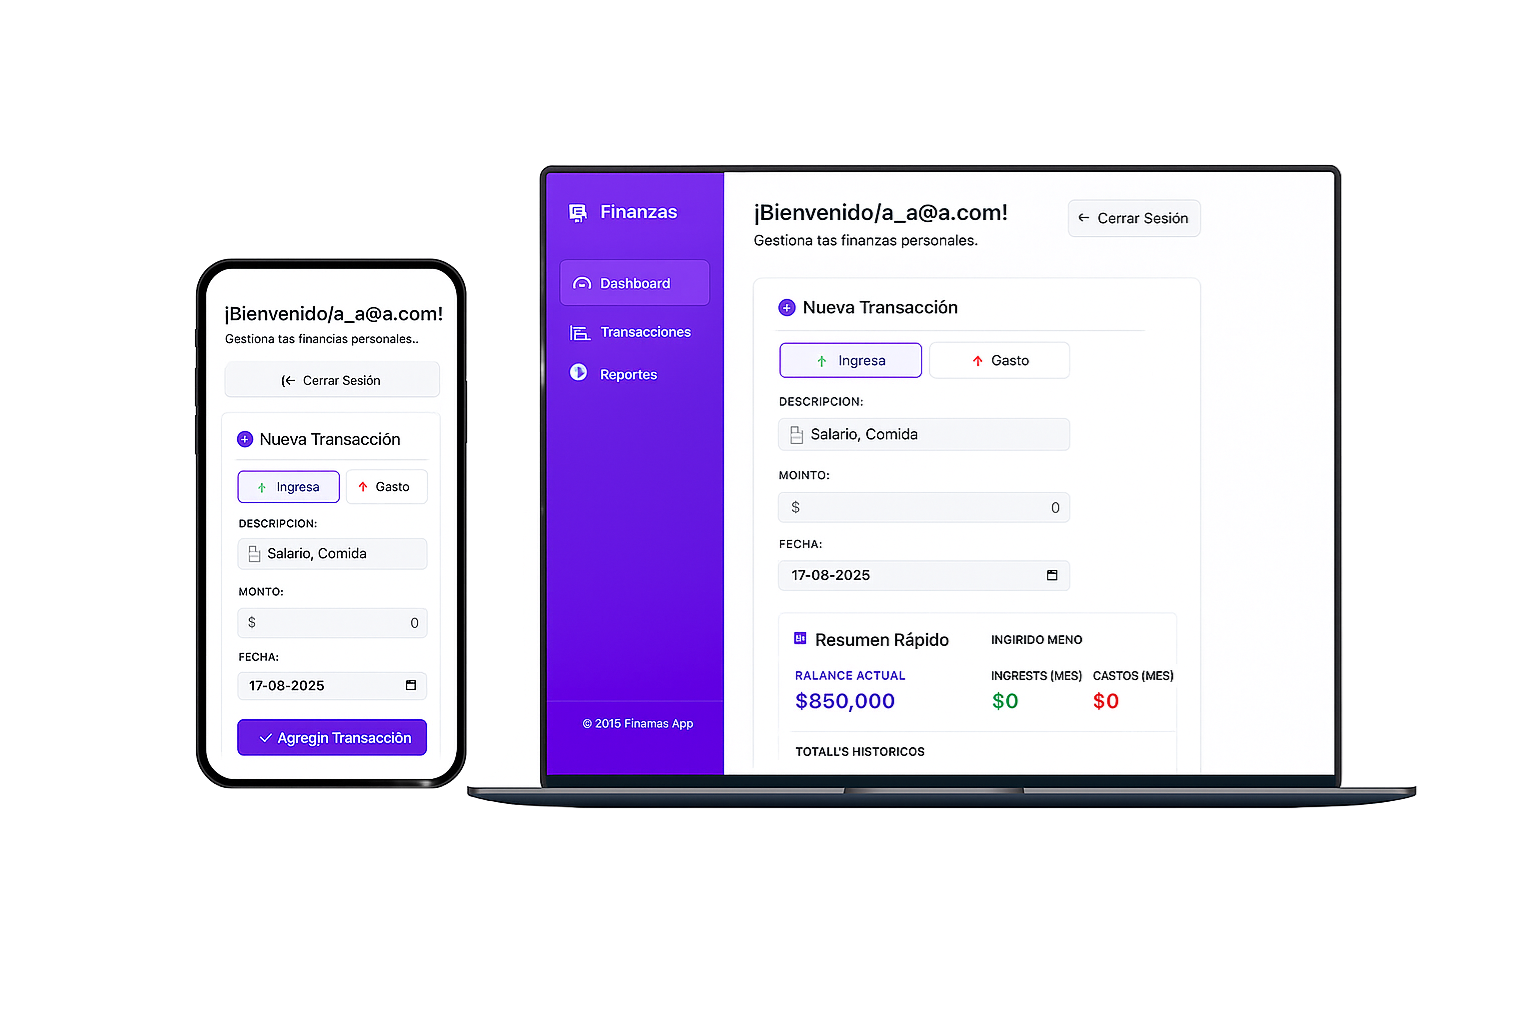 ¡Bienvenido/a_a@a.com!
Gestiona tas financias personales..
Cerrar Sesión
Nueva Transacción
Ingresa
Gasto
DESCRIPCION:
Salario, Comida
MONTO:
$ 0
FECHA:
17-08-2025
Agregin Transacciòn
Finanzas
Dashboard
Transacciones
Reportes
© 2015 Finamas App
¡Bienvenido/a_a@a.com!
Gestiona tas finanzas personales.
Cerrar Sesión
Nueva Transacción
Ingresa
Gasto
DESCRIPCION:
Salario, Comida
MOINTO:
$ 0
FECHA:
17-08-2025
Resumen Rápido
INGIRIDO MENO
RALANCE ACTUAL
INGRESTS (MES)
CASTOS (MES)
$850,000
$0
$0
TOTALL'S HISTORICOS